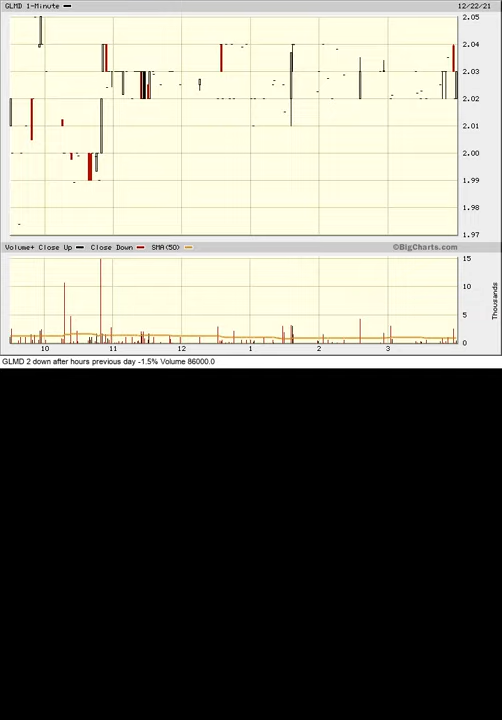 GLMD 1-Minute 12/22/21
2.05
2.04
2.03
2.02
2.01
2.00
1.99
1.98
1.97
Volume+ Close Up Close Down SMA(50) ©BigCharts.com
15
10
5
0
Thousands
10 11 12 1 2 3
GLMD 2 down after hours previous day -1.5% Volume 86000.0